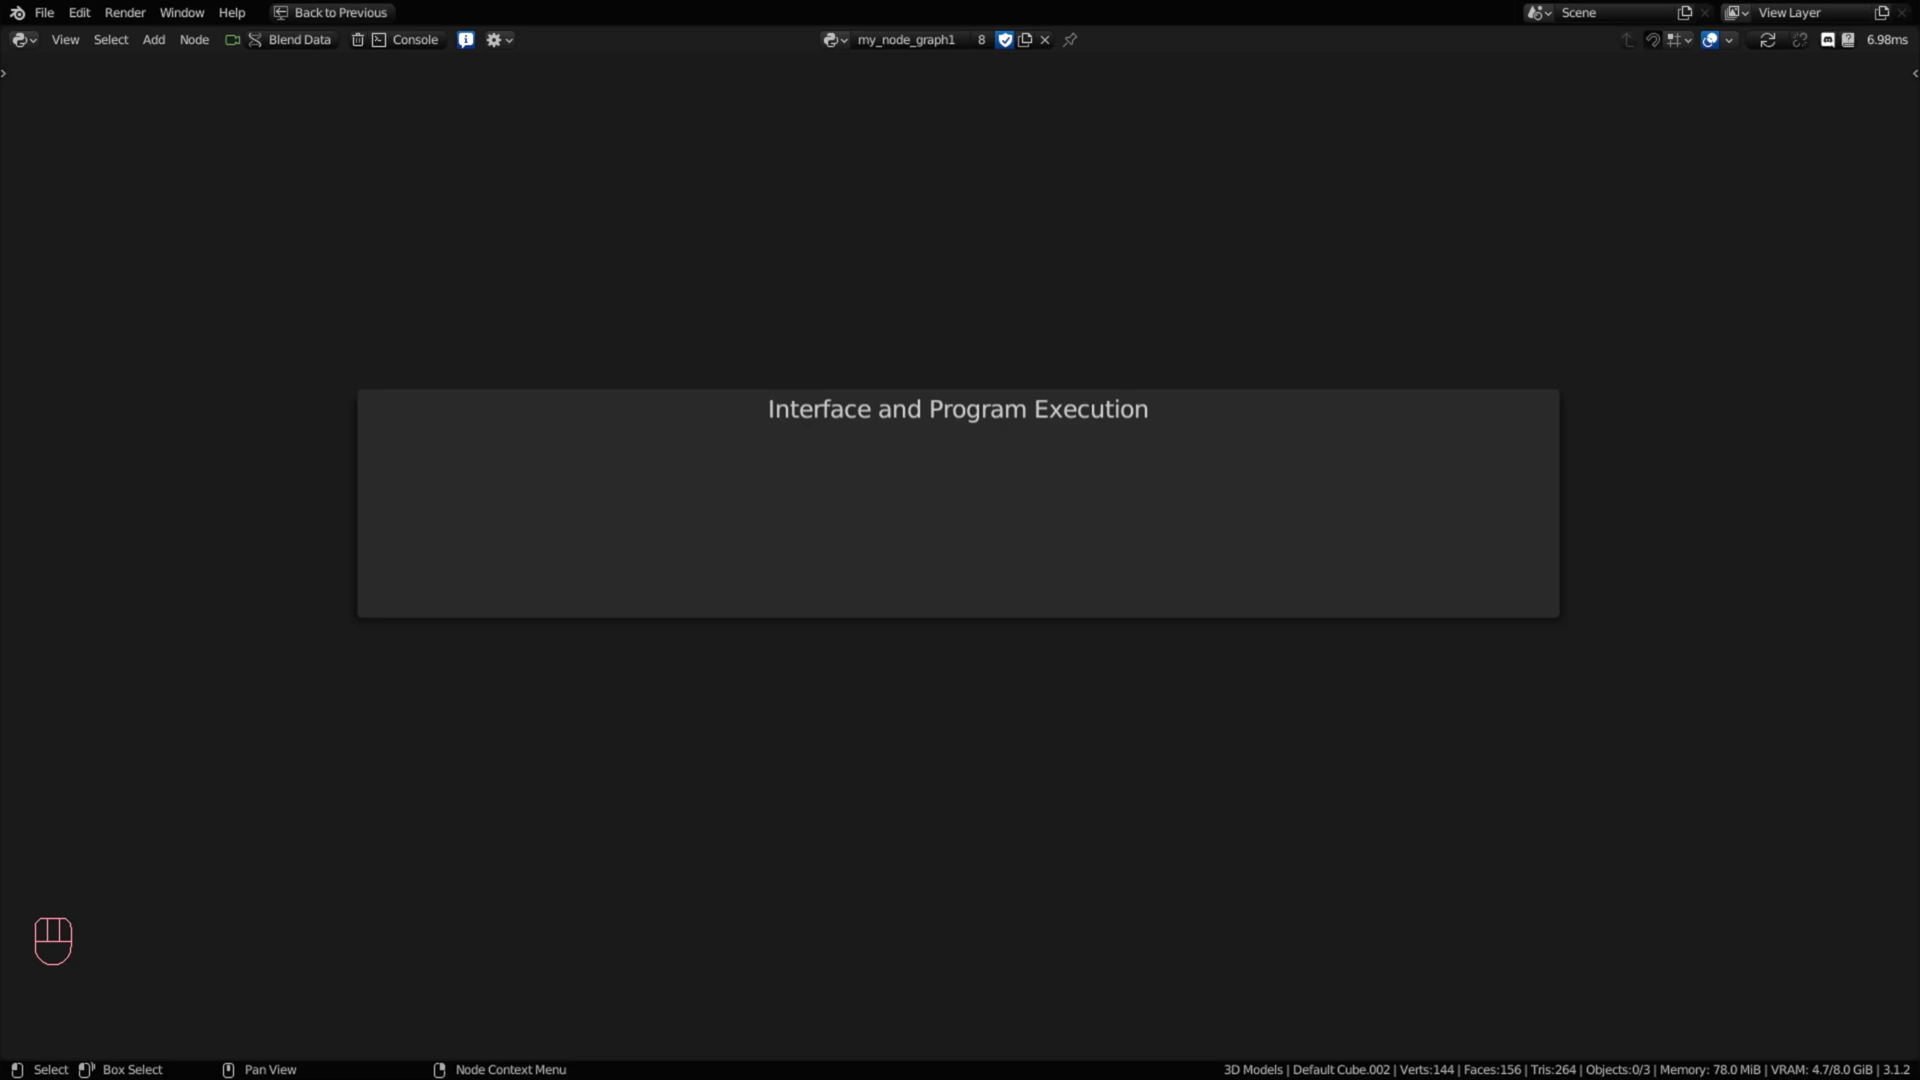 File Edit Render Window Help Back to Previous Scene View Layer
View Select Add Node Blend Data Console my_node_graph1 8 6.98ms
Interface and Program Execution
Select Box Select Pan View Node Context Menu 3D Models | Default Cube.002 | Verts:144 | Faces:156 | Tris:264 | Objects:0/3 | Memory: 78.0 MiB | VRAM: 4.7/8.0 GiB | 3.1.2